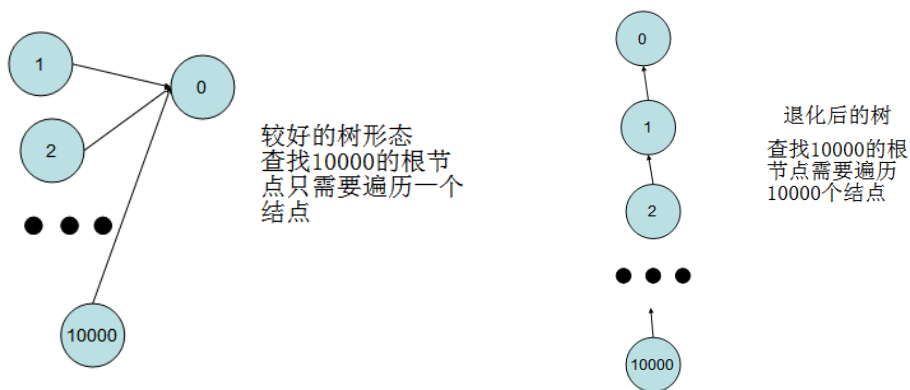 1
0
2
10000
较好的树形态
查找10000的根节
点只需要遍历一个
结点
0
1
2
10000
退化后的树
查找10000的根
节点需要遍历
10000个结点